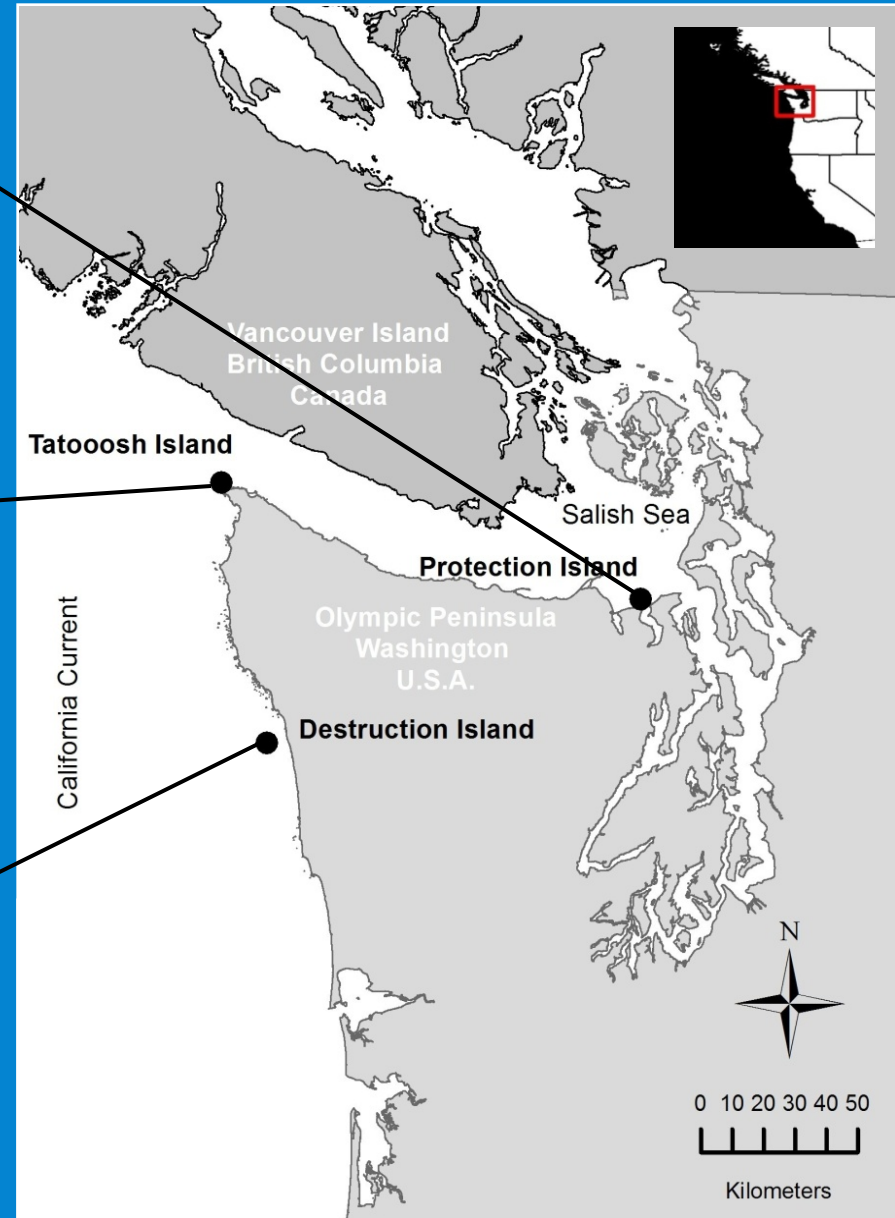 Vancouver Island
British Columbia
Canada
Tatooosh Island
Salish Sea
Protection Island
Olympic Peninsula
Washington
U.S.A.
California Current
Destruction Island
N
0 10 20 30 40 50
Kilometers